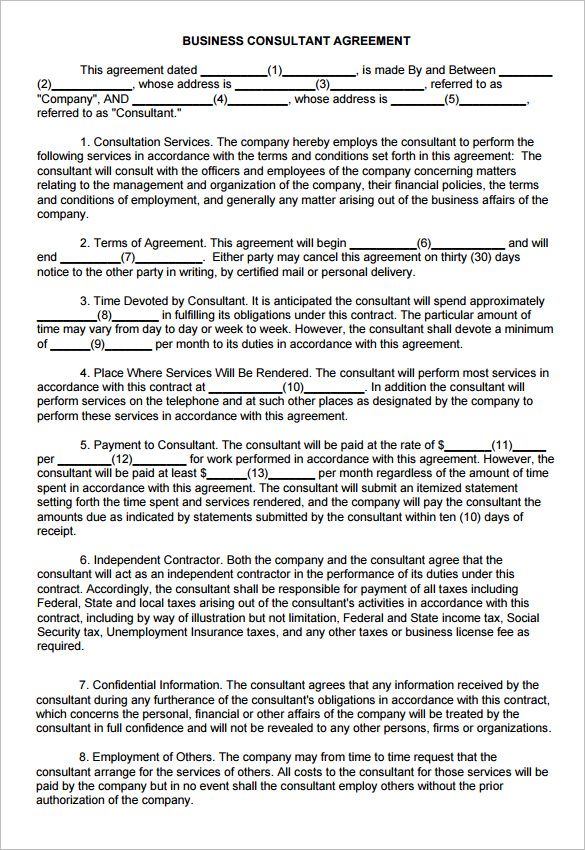 BUSINESS CONSULTANT AGREEMENT
This agreement dated __________(1)___________, is made By and Between ________
(2)____________, whose address is ____________(3)______________, referred to as
"Company", AND ____________(4)_________, whose address is ________(5)__________,
referred to as "Consultant."
1. Consultation Services. The company hereby employs the consultant to perform the
following services in accordance with the terms and conditions set forth in this agreement: The
consultant will consult with the officers and employees of the company concerning matters
relating to the management and organization of the company, their financial policies, the terms
and conditions of employment, and generally any matter arising out of the business affairs of the
company.
2. Terms of Agreement. This agreement will begin __________(6)___________ and will
end ________(7)__________. Either party may cancel this agreement on thirty (30) days
notice to the other party in writing, by certified mail or personal delivery.
3. Time Devoted by Consultant. It is anticipated the consultant will spend approximately
_________(8)_______ in fulfilling its obligations under this contract. The particular amount of
time may vary from day to day or week to week. However, the consultant shall devote a minimum
of ______(9)_______ per month to its duties in accordance with this agreement.
4. Place Where Services Will Be Rendered. The consultant will perform most services in
accordance with this contract at ___________(10)_________. In addition the consultant will
perform services on the telephone and at such other places as designated by the company to
perform these services in accordance with this agreement.
5. Payment to Consultant. The consultant will be paid at the rate of $_______(11)_____
per ________(12)________ for work performed in accordance with this agreement. However, the
consultant will be paid at least $______(13)_______ per month regardless of the amount of time
spent in accordance with this agreement. The consultant will submit an itemized statement
setting forth the time spent and services rendered, and the company will pay the consultant the
amounts due as indicated by statements submitted by the consultant within ten (10) days of
receipt.
6. Independent Contractor. Both the company and the consultant agree that the
consultant will act as an independent contractor in the performance of its duties under this
contract. Accordingly, the consultant shall be responsible for payment of all taxes including
Federal, State and local taxes arising out of the consultant's activities in accordance with this
contract, including by way of illustration but not limitation, Federal and State income tax, Social
Security tax, Unemployment Insurance taxes, and any other taxes or business license fee as
required.
7. Confidential Information. The consultant agrees that any information received by the
consultant during any furtherance of the consultant's obligations in accordance with this contract,
which concerns the personal, financial or other affairs of the company will be treated by the
consultant in full confidence and will not be revealed to any other persons, firms or organizations.
8. Employment of Others. The company may from time to time request that the
consultant arrange for the services of others. All costs to the consultant for those services will be
paid by the company but in no event shall the consultant employ others without the prior
authorization of the company.